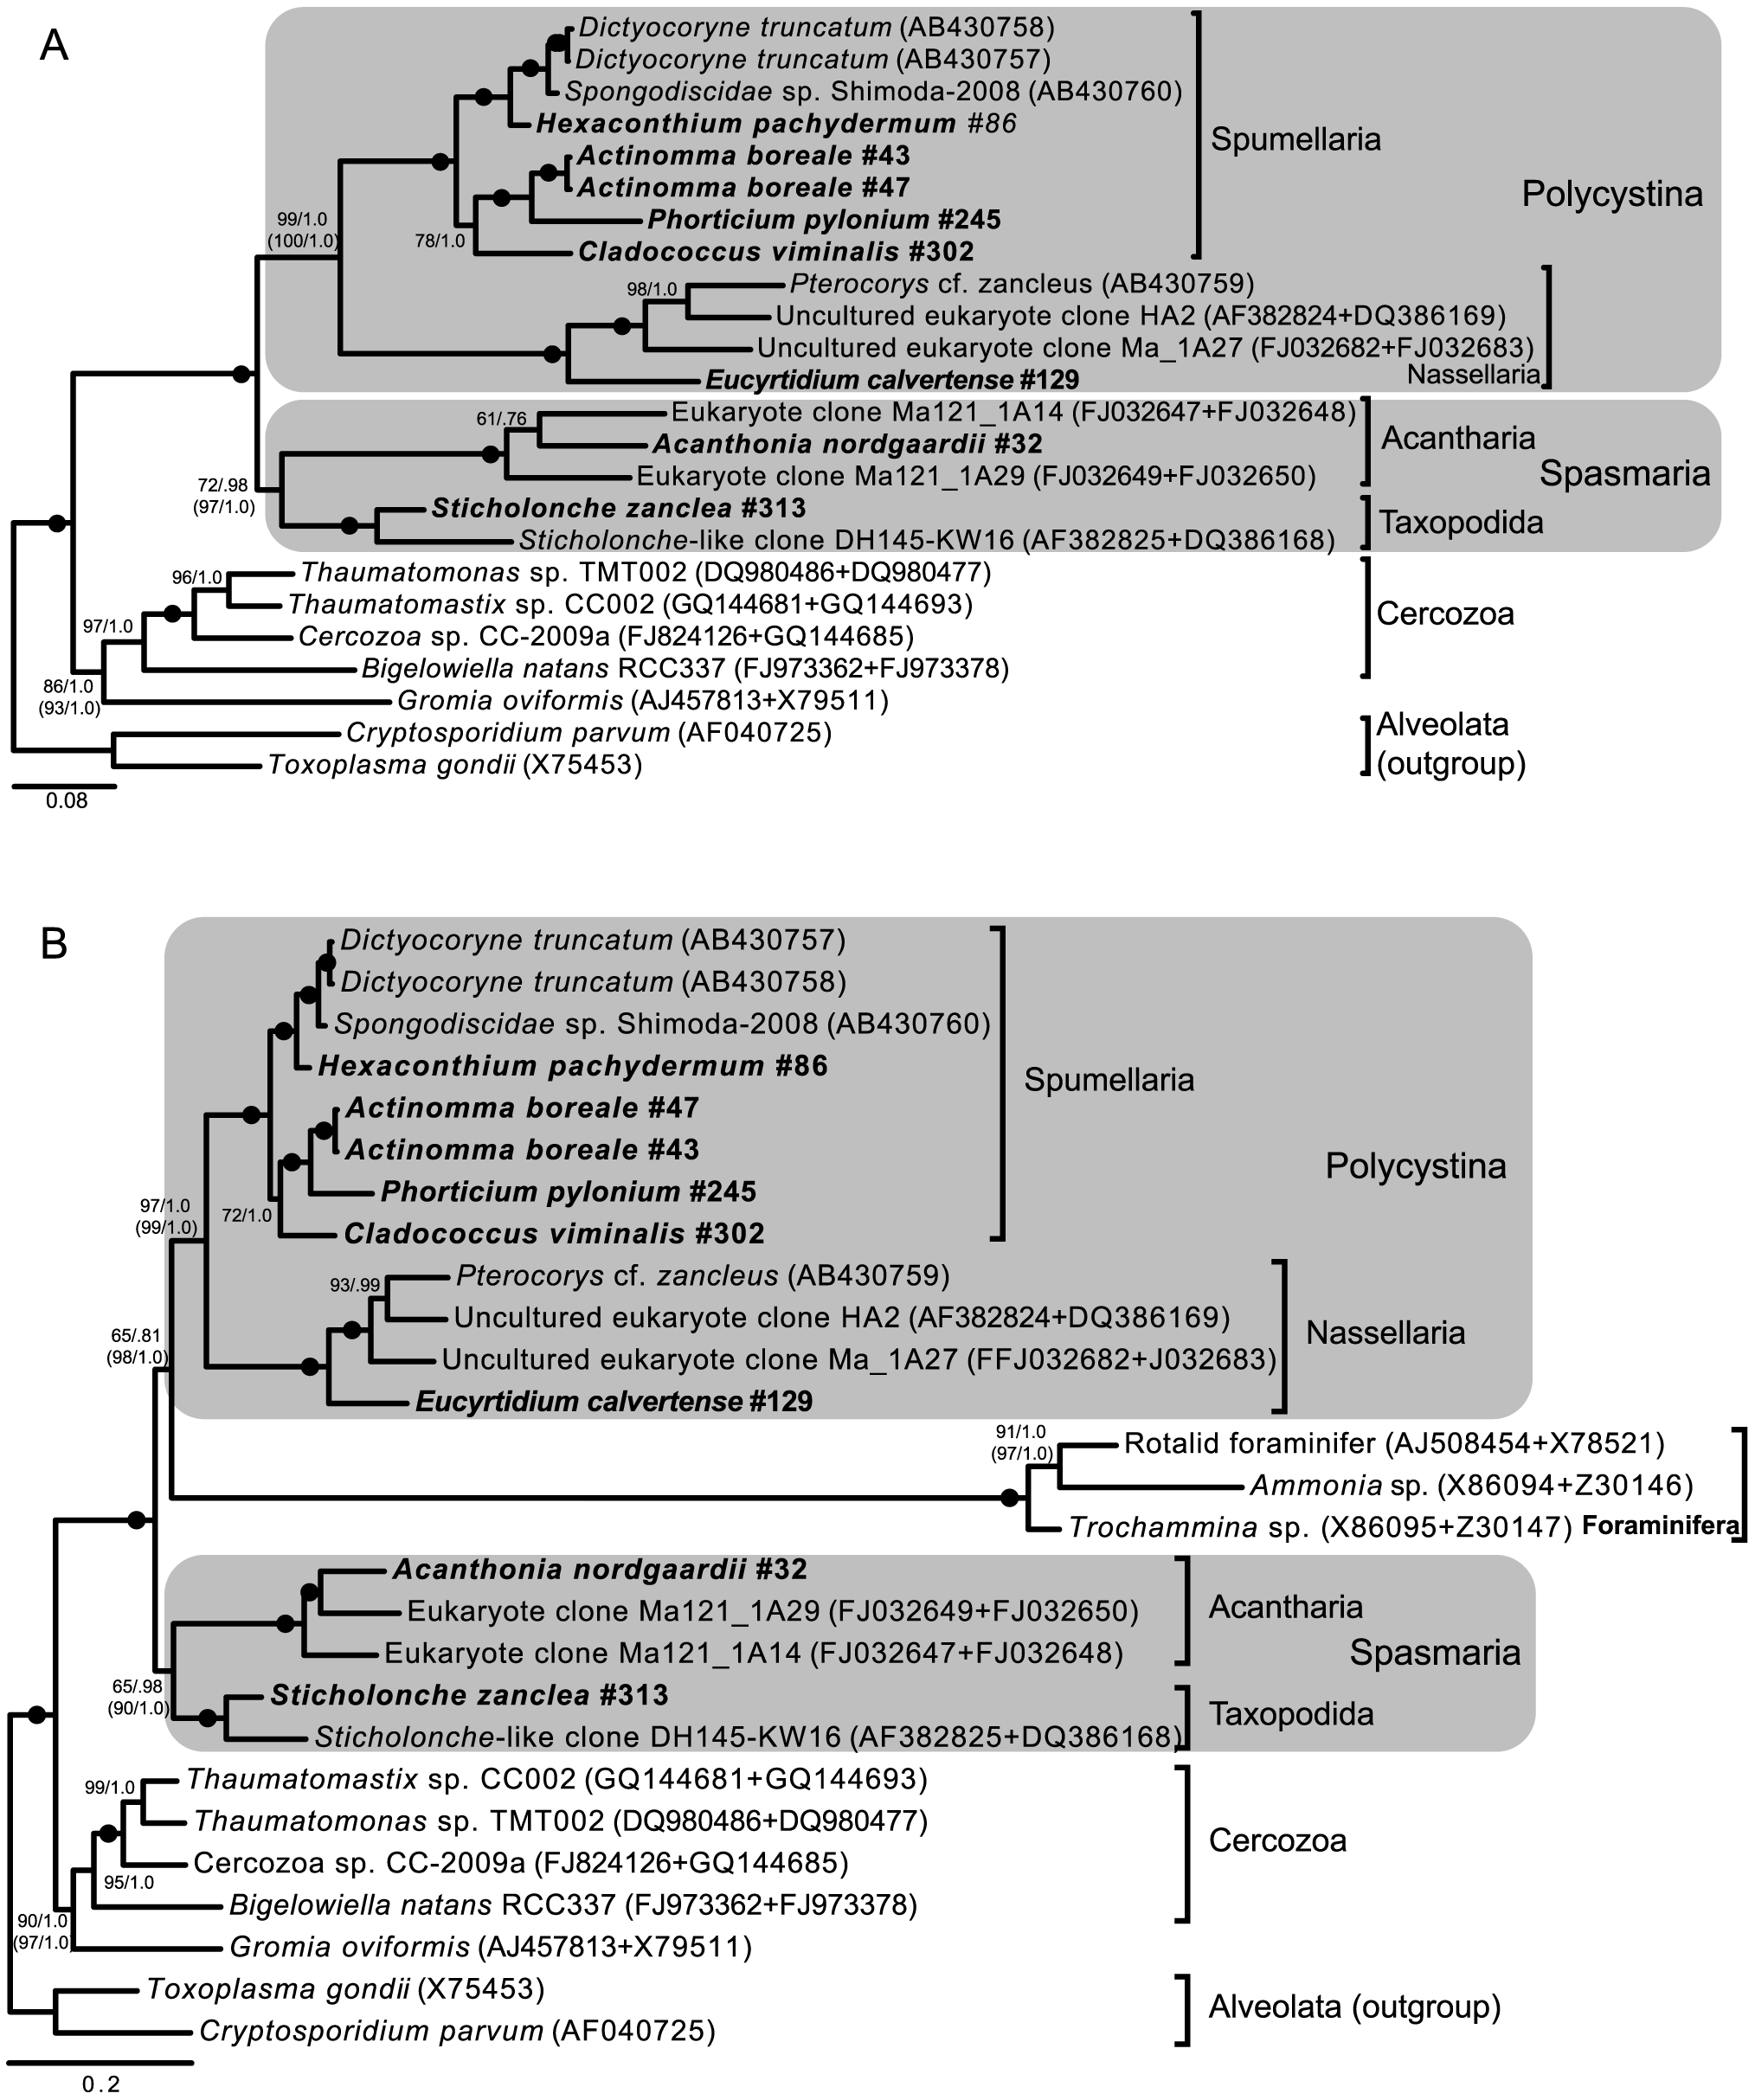 A
Dictyocoryne truncatum (AB430758)
Dictyocoryne truncatum (AB430757)
Spongodiscidae sp. Shimoda-2008 (AB430760)
Hexaconthium pachydermum #86
Spumellaria
Actinomma boreale #43
Actinomma boreale #47
Polycystina
99/1.0
(100/1.0)
Phorticium pylonium #245
78/1.0
Cladococcus viminalis #302
98/1.0
Pterocorys cf. zancleus (AB430759)
Uncultured eukaryote clone HA2 (AF382824+DQ386169)
Uncultured eukaryote clone Ma_1A27 (FJ032682+FJ032683)
Nassellaria
Eucyrtidium calvertense #129
61/.76
Eukaryote clone Ma121_1A14 (FJ032647+FJ032648)
Acanthonia nordgaardii #32
Acantharia
Eukaryote clone Ma121_1A29 (FJ032649+FJ032650)
Spasmaria
72/.98
(97/1.0)
Sticholonche zanclea #313
Taxopodida
Sticholonche-like clone DH145-KW16 (AF382825+DQ386168)
96/1.0
Thaumatomonas sp. TMT002 (DQ980486+DQ980477)
Thaumatomastix sp. CC002 (GQ144681+GQ144693)
Cercozoa
97/1.0
Cercozoa sp. CC-2009a (FJ824126+GQ144685)
Bigelowiella natans RCC337 (FJ973362+FJ973378)
86/1.0
(93/1.0)
Gromia oviformis (AJ457813+X79511)
Cryptosporidium parvum (AF040725)
Alveolata
(outgroup)
Toxoplasma gondii (X75453)
0.08
B
Dictyocoryne truncatum (AB430757)
Dictyocoryne truncatum (AB430758)
Spongodiscidae sp. Shimoda-2008 (AB430760)
Hexaconthium pachydermum #86
Spumellaria
Actinomma boreale #47
Actinomma boreale #43
Polycystina
Phorticium pylonium #245
97/1.0
(99/1.0)
72/1.0
Cladococcus viminalis #302
93/.99
Pterocorys cf. zancleus (AB430759)
Uncultured eukaryote clone HA2 (AF382824+DQ386169)
Nassellaria
65/.81
(98/1.0)
Uncultured eukaryote clone Ma_1A27 (FFJ032682+J032683)
Eucyrtidium calvertense #129
91/1.0
(97/1.0)
Rotalid foraminifer (AJ508454+X78521)
Ammonia sp. (X86094+Z30146)
Trochammina sp. (X86095+Z30147) Foraminifera
Acanthonia nordgaardii #32
Eukaryote clone Ma121_1A29 (FJ032649+FJ032650)
Acantharia
Eukaryote clone Ma121_1A14 (FJ032647+FJ032648)
Spasmaria
65/.98
(90/1.0)
Sticholonche zanclea #313
Taxopodida
Sticholonche-like clone DH145-KW16 (AF382825+DQ386168)
99/1.0
Thaumatomastix sp. CC002 (GQ144681+GQ144693)
Thaumatomonas sp. TMT002 (DQ980486+DQ980477)
Cercozoa
Cercozoa sp. CC-2009a (FJ824126+GQ144685)
95/1.0
Bigelowiella natans RCC337 (FJ973362+FJ973378)
90/1.0
(97/1.0)
Gromia oviformis (AJ457813+X79511)
Toxoplasma gondii (X75453)
Alveolata (outgroup)
Cryptosporidium parvum (AF040725)
0.2